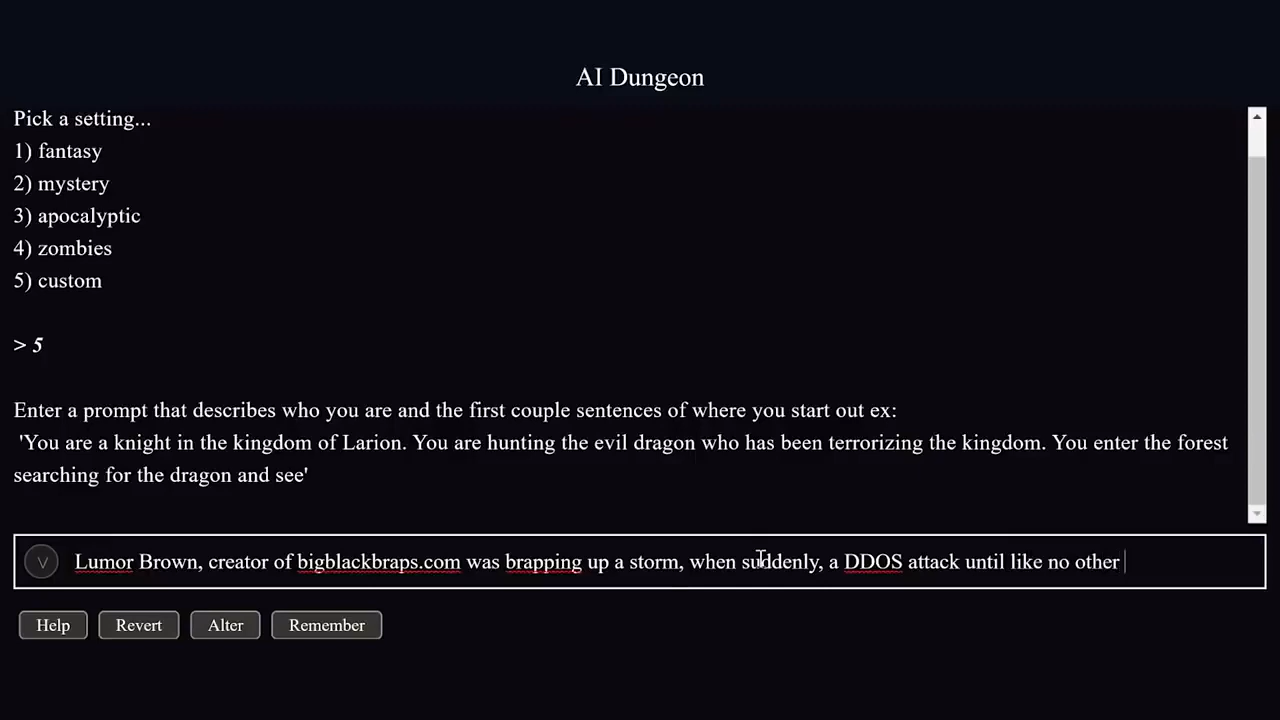 AI Dungeon
Pick a setting...
1) fantasy
2) mystery
3) apocalyptic
4) zombies
5) custom
> 5
Enter a prompt that describes who you are and the first couple sentences of where you start out ex:
'You are a knight in the kingdom of Larion. You are hunting the evil dragon who has been terrorizing the kingdom. You enter the forest
searching for the dragon and see'
V Lumor Brown, creator of bigblackbraps.com was brapping up a storm, when suddenly, a DDOS attack until like no other
Help Revert Alter Remember